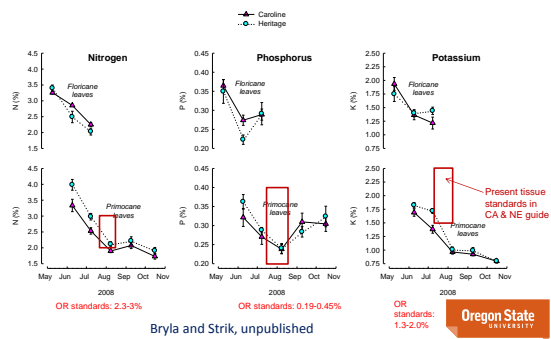 Caroline
Heritage
Nitrogen
Phosphorus
Potassium
4.5
4.0
3.5
3.0
2.5
2.0
1.5
N (%)
Floricane
leaves
0.45
0.40
0.35
0.30
0.25
0.20
P (%)
Floricane
leaves
2.50
2.25
2.00
1.75
1.50
1.25
1.00
0.75
K (%)
Floricane
leaves
4.5
4.0
3.5
3.0
2.5
2.0
1.5
N (%)
Primocane
leaves
0.45
0.40
0.35
0.30
0.25
0.20
P (%)
Primocane
leaves
2.50
2.25
2.00
1.75
1.50
1.25
1.00
0.75
K (%)
Primocane
leaves
Present tissue
standards in
CA & NE guide
May Jun Jul Aug Sep Oct Nov
May Jun Jul Aug Sep Oct Nov
May Jun Jul Aug Sep Oct Nov
2008
2008
2008
OR standards: 2.3-3%
OR standards: 0.19-0.45%
OR
standards:
1.3-2.0%
Bryla and Strik, unpublished
Oregon State
UNIVERSITY